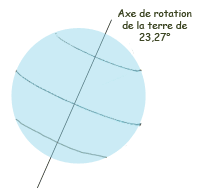 Axe de rotation
de la terre de
23,27°